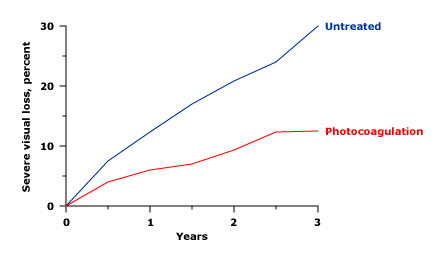 Severe visual loss, percent
30
20
10
0
Untreated
Photocoagulation
0 1 2 3
Years